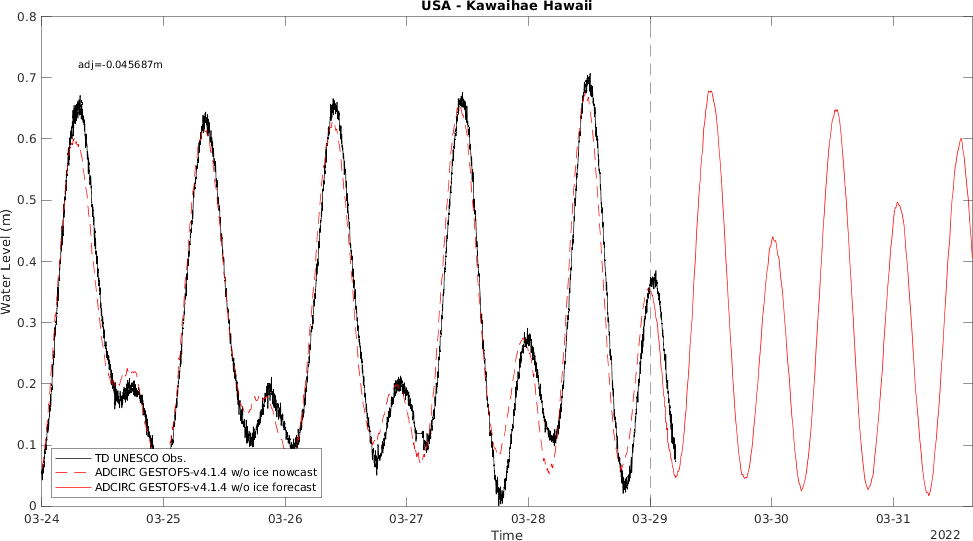 USA - Kawaihae Hawaii
adj=-0.045687m
Water Level (m)
0.8
0.7
0.6
0.5
0.4
0.3
0.2
0.1
0
TD UNESCO Obs.
ADCIRC GESTOFS-v4.1.4 w/o ice nowcast
ADCIRC GESTOFS-v4.1.4 w/o ice forecast
03-24 03-25 03-26 03-27 03-28 03-29 03-30 03-31
Time
2022